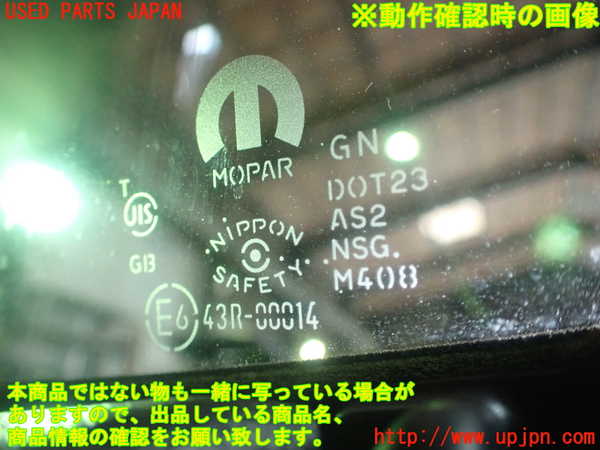 USED PARTS JAPAN
※動作確認時の画像
MOPAR
GN
DOT23
AS2
NSG.
M408
T
JIS
G13
・NIPPON・
SAFETY
E6 43R-00014
本商品ではない物も一緒に写っている場合が
ありますので、出品している商品名、
商品情報の確認をお願い致します。
http://www.upjpn.com